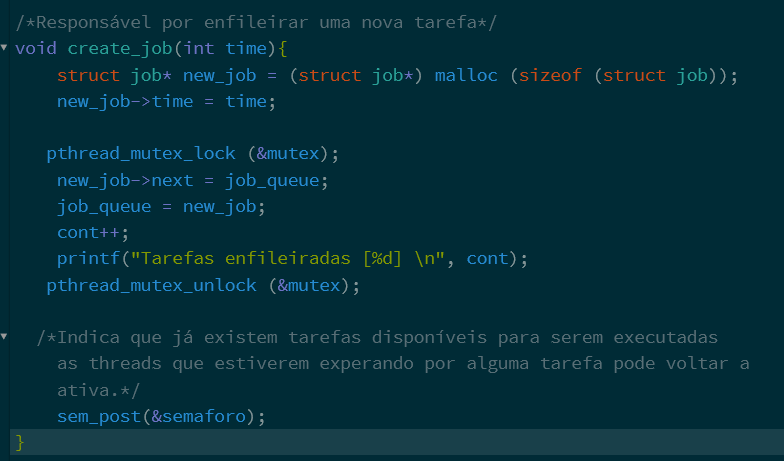 /*Responsável por enfileirar uma nova tarefa*/
void create_job(int time){
struct job* new_job = (struct job*) malloc (sizeof (struct job));
new_job->time = time;
pthread_mutex_lock (&mutex);
new_job->next = job_queue;
job_queue = new_job;
cont++;
printf("Tarefas enfileiradas [%d] \n", cont);
pthread_mutex_unlock (&mutex);
/*Indica que já existem tarefas disponíveis para serem executadas
as threads que estiverem experando por alguma tarefa pode voltar a
ativa.*/
sem_post(&semaforo);
}